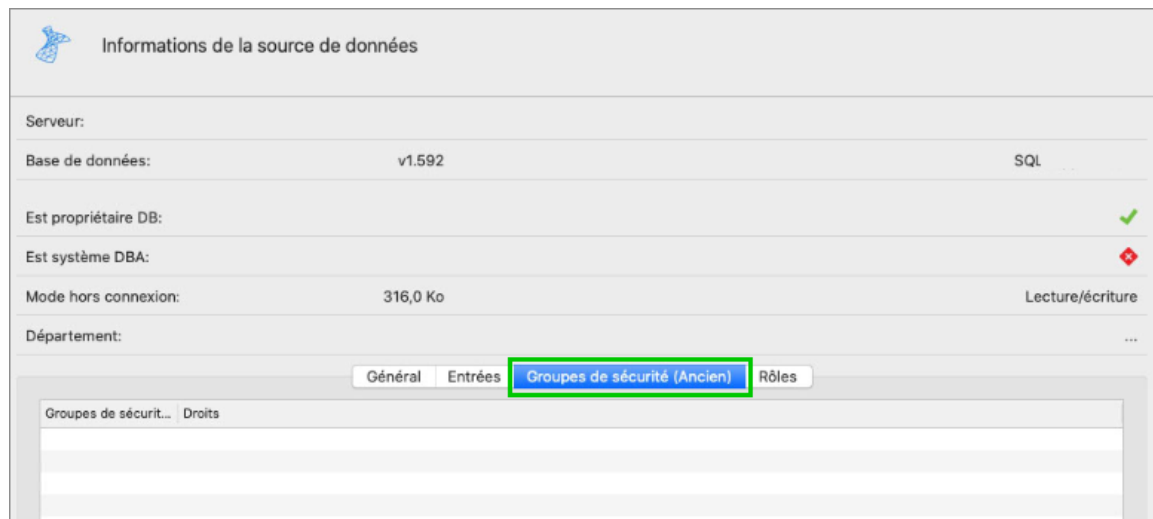 Informations de la source de données
Serveur:
Base de données: v1.592 SQL
Est propriétaire DB:
Est système DBA:
Mode hors connexion: 316,0 Ko Lecture/écriture
Département: ...
Général Entrées Groupes de sécurité (Ancien) Rôles
Groupes de sécurit... Droits